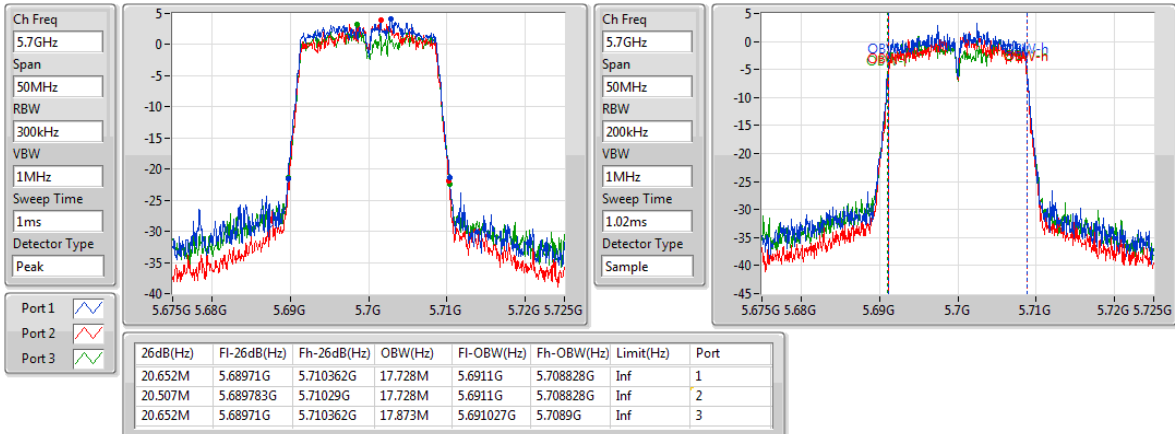 Ch Freq
5.7GHz
Span
50MHz
RBW
300kHz
VBW
1MHz
Sweep Time
1ms
Detector Type
Peak
Port 1
Port 2
Port 3
5
0
-5
-10
-15
-20
-25
-30
-35
-40
5.675G 5.68G 5.69G 5.7G 5.71G 5.72G 5.725G
Ch Freq
5.7GHz
Span
50MHz
RBW
200kHz
VBW
1MHz
Sweep Time
1.02ms
Detector Type
Sample
5
0
-5
-10
-15
-20
-25
-30
-35
-40
-45
5.675G 5.68G 5.69G 5.7G 5.71G 5.72G 5.725G
26dB(Hz) Fl-26dB(Hz) Fh-26dB(Hz) OBW(Hz) Fl-OBW(Hz) Fh-OBW(Hz) Limit(Hz) Port
20.652M 5.68971G 5.710362G 17.728M 5.6911G 5.708828G Inf 1
20.507M 5.689783G 5.71029G 17.728M 5.6911G 5.708828G Inf 2
20.652M 5.68971G 5.710362G 17.873M 5.691027G 5.7089G Inf 3